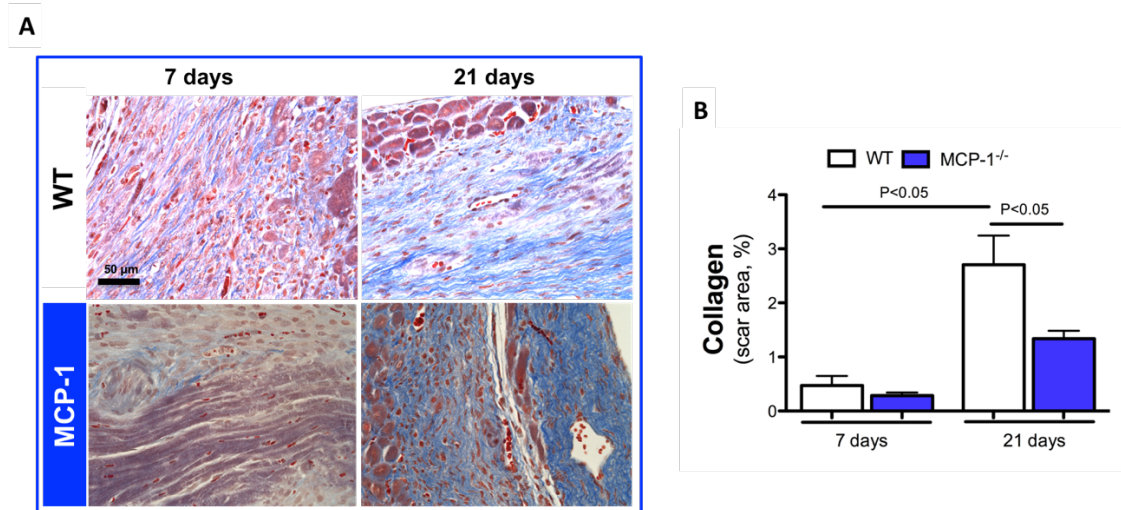 A
7 days 21 days
WT
50 µm
MCP-1
B
WT MCP-1-/-
P<0.05
P<0.05
Collagen
(scar area, %)
4
3
2
1
0
7 days 21 days